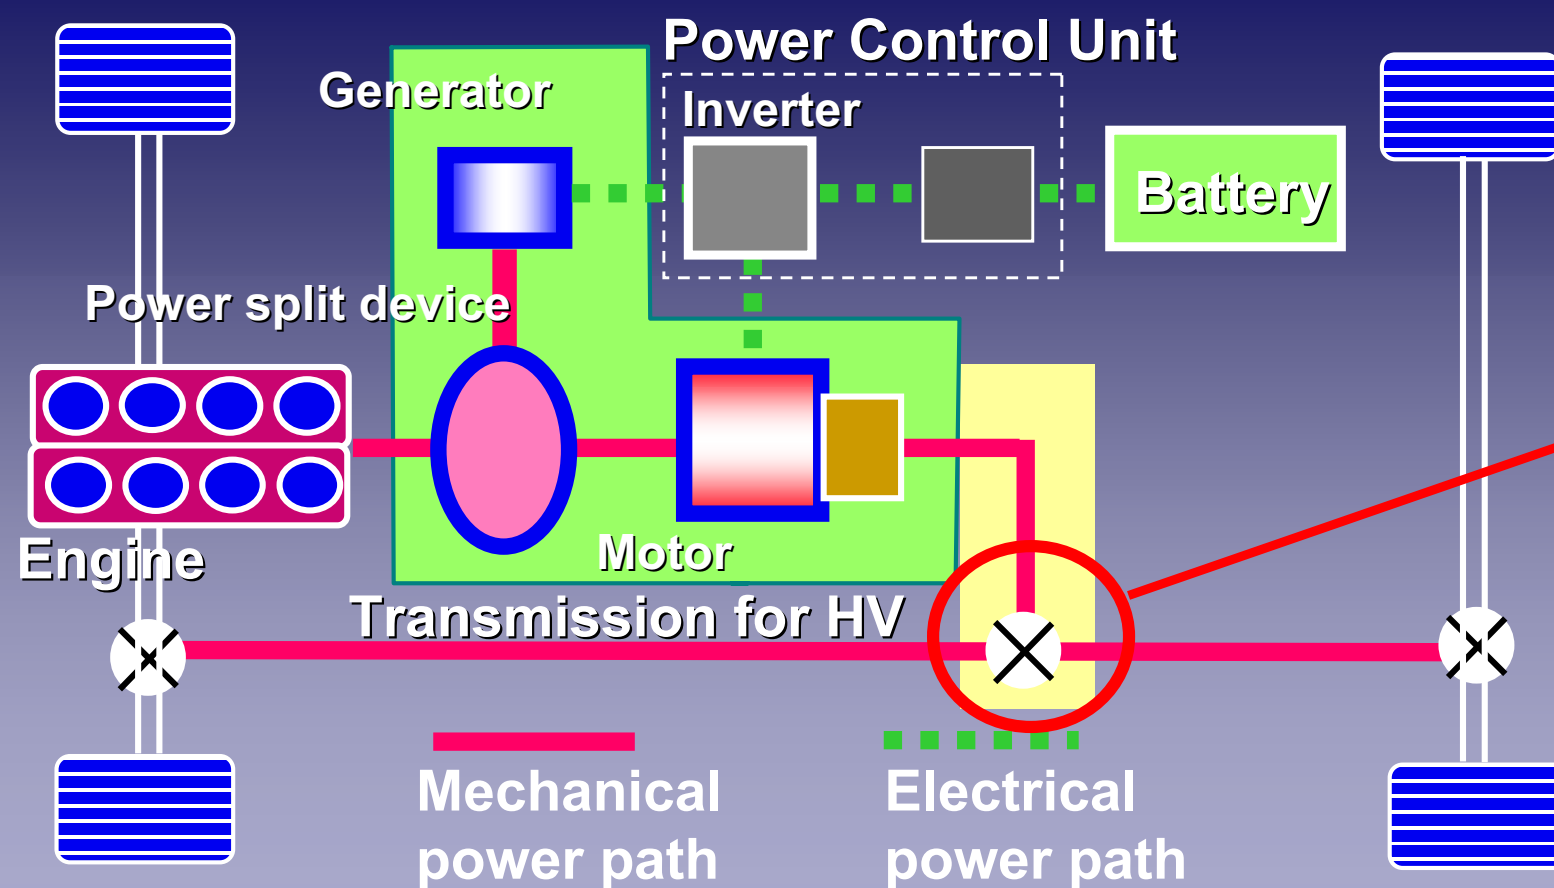 Power Control Unit
Generator
Inverter
Battery
Power split device
Engine
Motor
Transmission for HV
Mechanical
power path
Electrical
power path